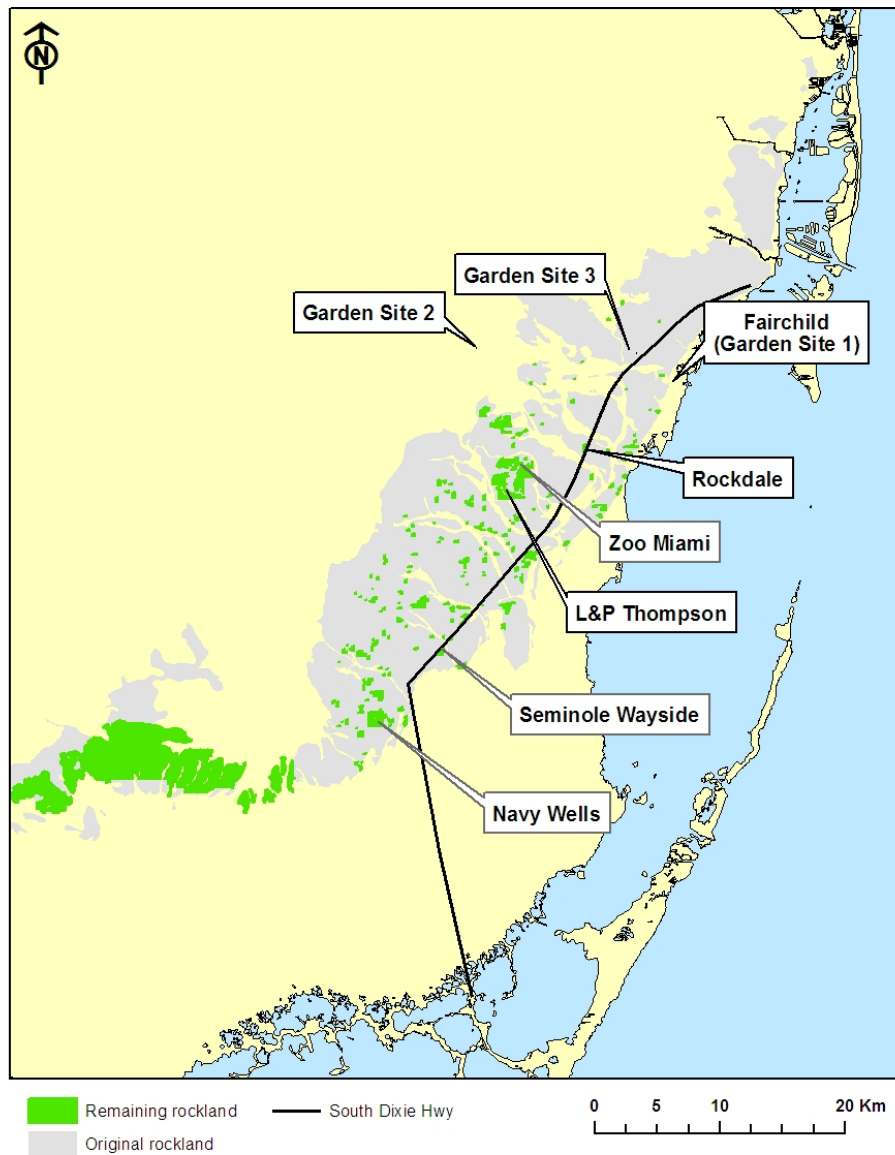 N
Garden Site 3
Garden Site 2
Fairchild
(Garden Site 1)
Rockdale
Zoo Miami
L&P Thompson
Seminole Wayside
Navy Wells
Remaining rockland
South Dixie Hwy
Original rockland
0 5 10 20 Km